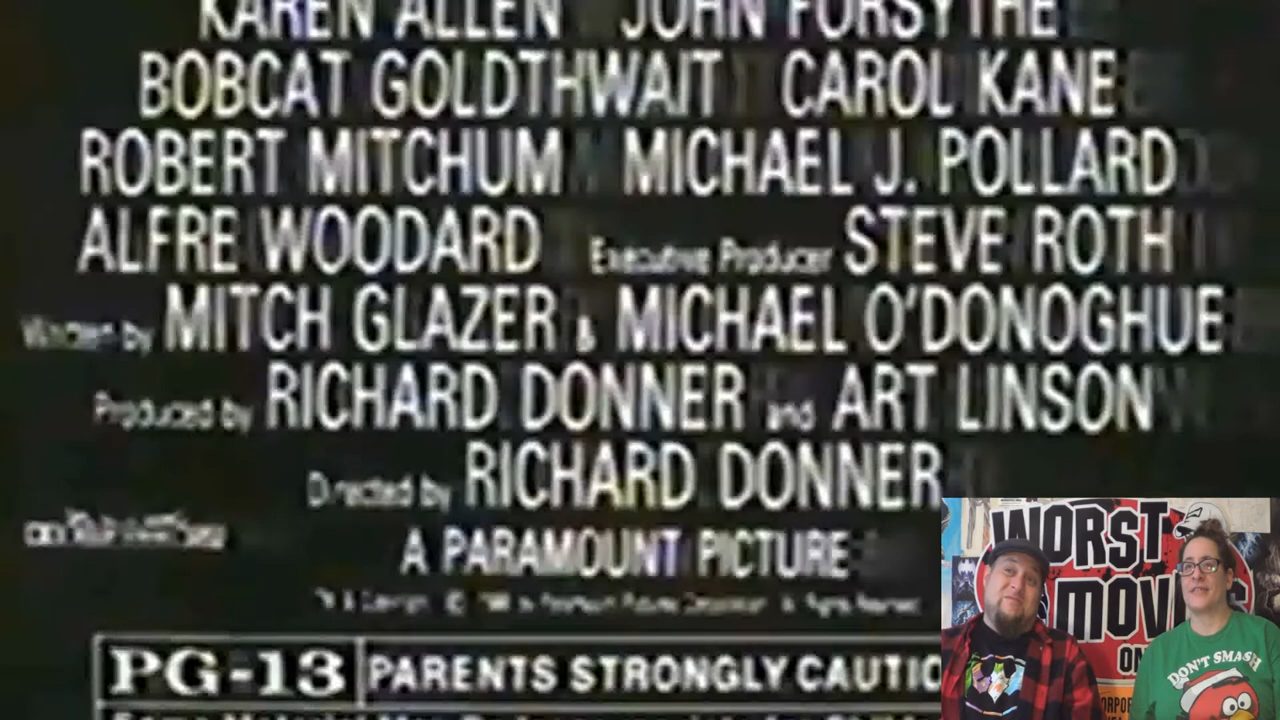 KAREN ALLEN JOHN FORSYTHE
BOBCAT GOLDTHWAIT CAROL KANE
ROBERT MITCHUM MICHAEL J. POLLARD
ALFRE WOODARD Executive Producer STEVE ROTH
Written by MITCH GLAZER & MICHAEL O'DONOGHUE
Produced by RICHARD DONNER and ART LINSON
Directed by RICHARD DONNER
A PARAMOUNT PICTURE
PG-13 PARENTS STRONGLY CAUTIO
WORST
MOV
ON
DON'T SMASH